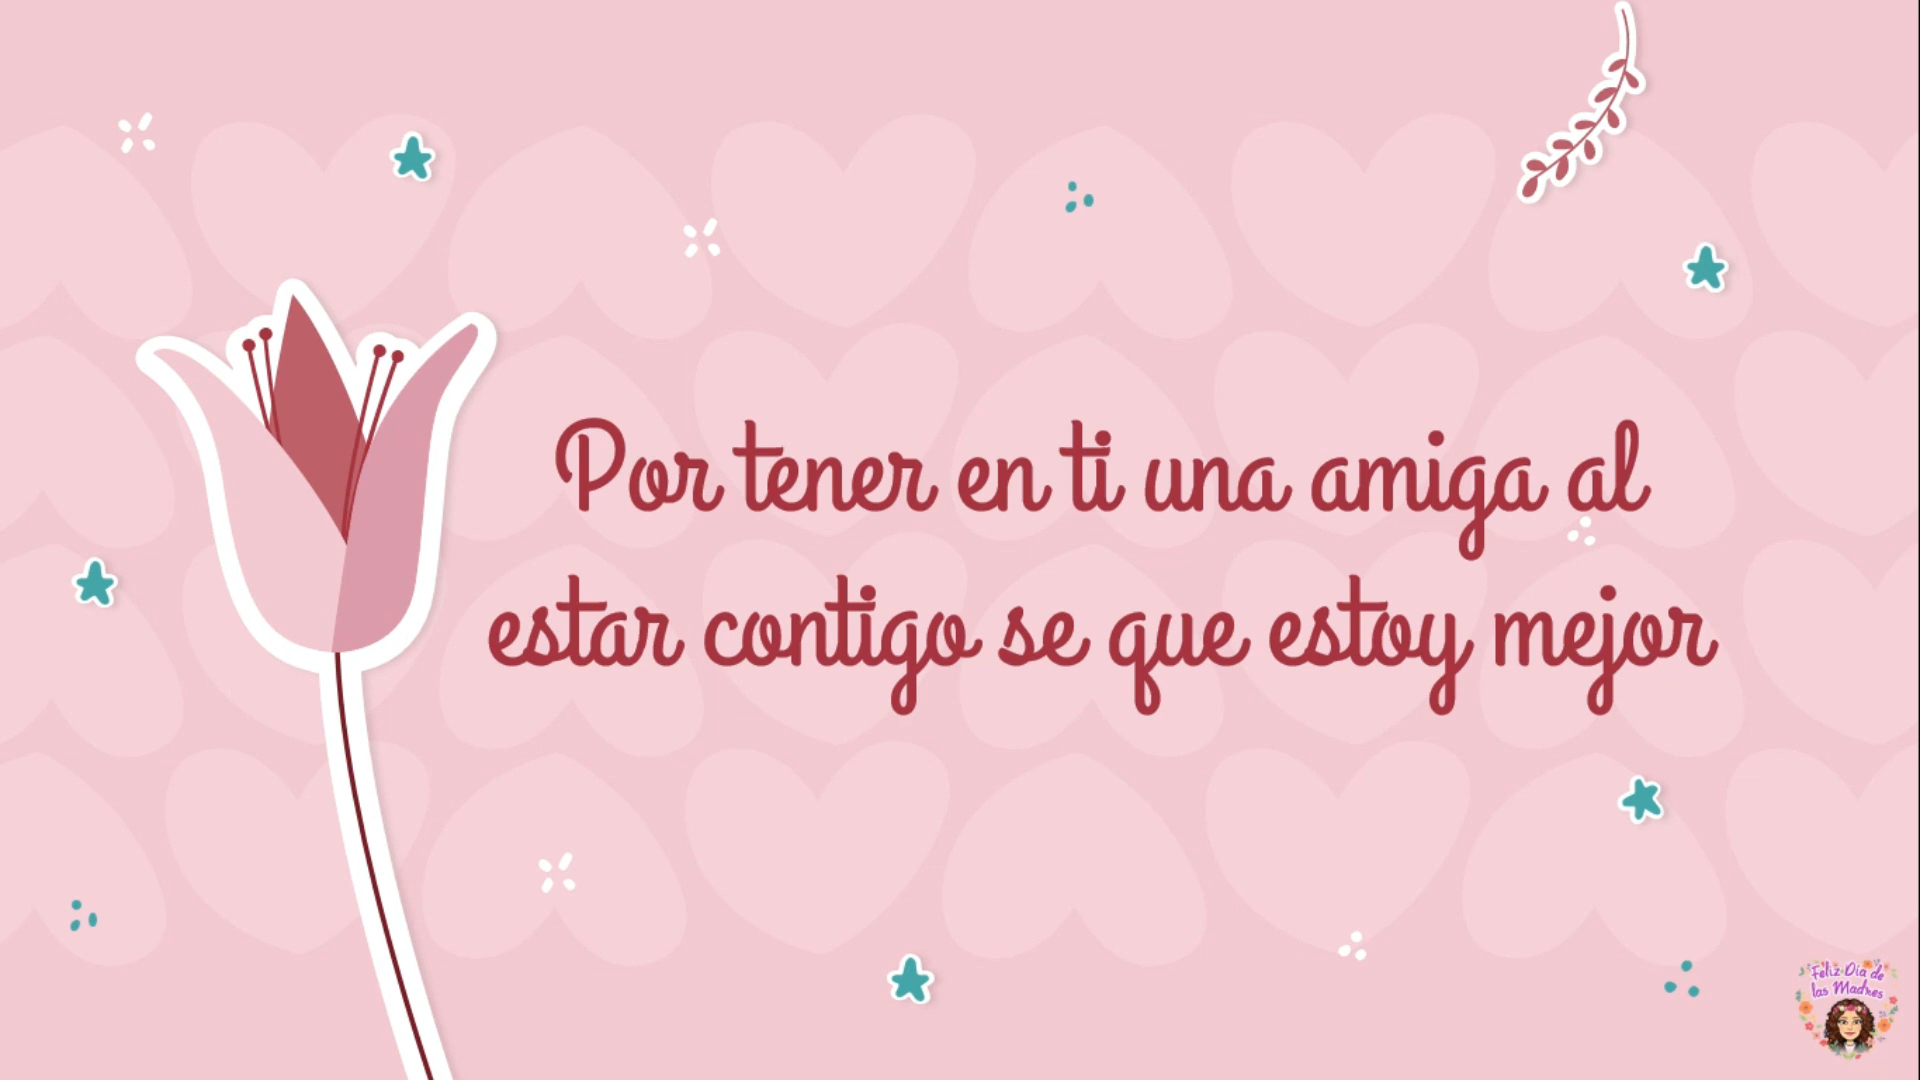 Por tener en ti una amiga al
estar contigo se que estoy mejor
Feliz Día de
las Madres